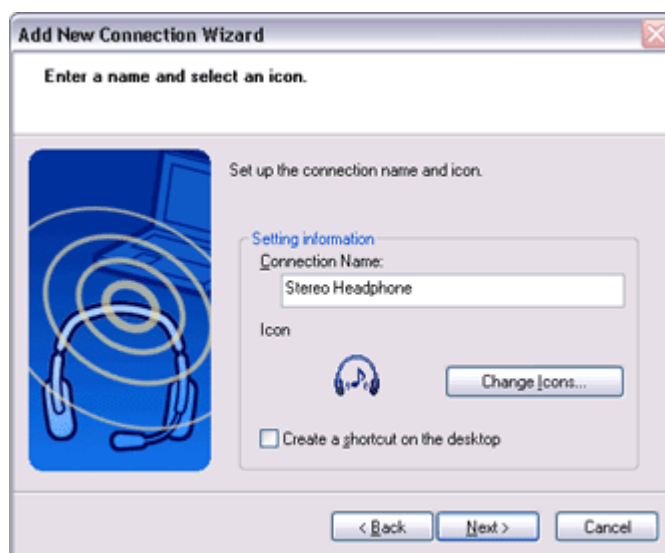 Add New Connection Wizard
Enter a name and select an icon.
Set up the connection name and icon.
Setting information
Connection Name:
Stereo Headphone
Icon
Change Icons...
Create a shortcut on the desktop
< Back
Next >
Cancel